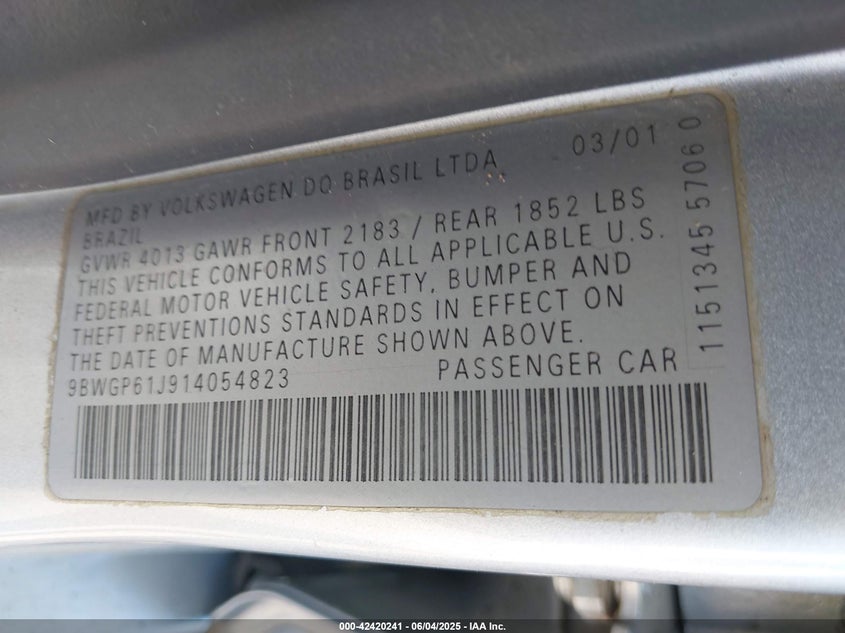 MFD BY VOLKSWAGEN DO BRASIL LTDA. 03/01
BRAZIL
GVWR 4013 GAWR FRONT 2183 / REAR 1852 LBS
THIS VEHICLE CONFORMS TO ALL APPLICABLE U.S.
FEDERAL MOTOR VEHICLE SAFETY, BUMPER AND
THEFT PREVENTIONS STANDARDS IN EFFECT ON
THE DATE OF MANUFACTURE SHOWN ABOVE.
9BWGP61J914054823 PASSENGER CAR
1151345 5706 0
000-42420241 - 06/04/2025 - IAA Inc.